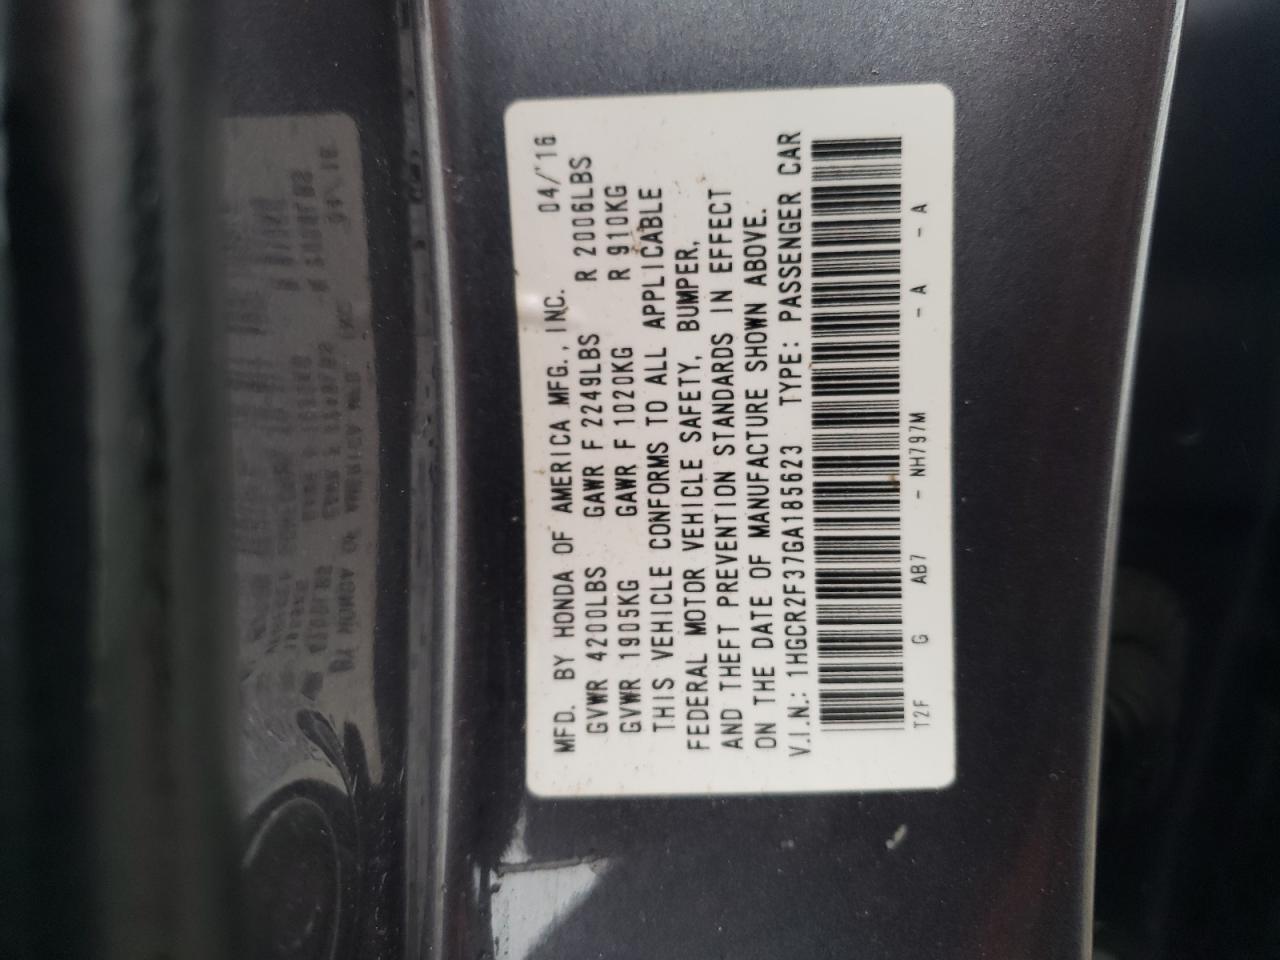 MFD. BY HONDA OF AMERICA MFG., INC. 04/'16
GVWR 4200LBS GAWR F 2249LBS R 2006LBS
GVWR 1905KG GAWR F 1020KG R 910KG
THIS VEHICLE CONFORMS TO ALL APPLICABLE
FEDERAL MOTOR VEHICLE SAFETY, BUMPER,
AND THEFT PREVENTION STANDARDS IN EFFECT
ON THE DATE OF MANUFACTURE SHOWN ABOVE.
V.I.N.: 1HGCR2F37GA185623 TYPE: PASSENGER CAR
T2F G AB7 - NH797M - A - A